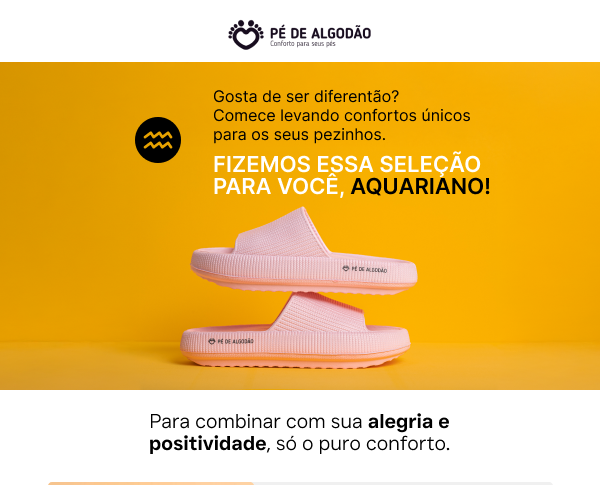 PÉ DE ALGODÃO
Conforto para seus pés
Gosta de ser diferentão?
Comece levando confortos únicos
para os seus pezinhos.
FIZEMOS ESSA SELEÇÃO
PARA VOCÊ, AQUARIANO!
PÉ DE ALGODÃO
PÉ DE ALGODÃO
Para combinar com sua alegria e
positividade, só o puro conforto.